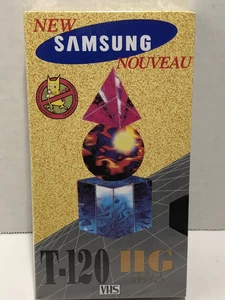 NEW
SAMSUNG
NOUVEAU
T-120 HG
VHS